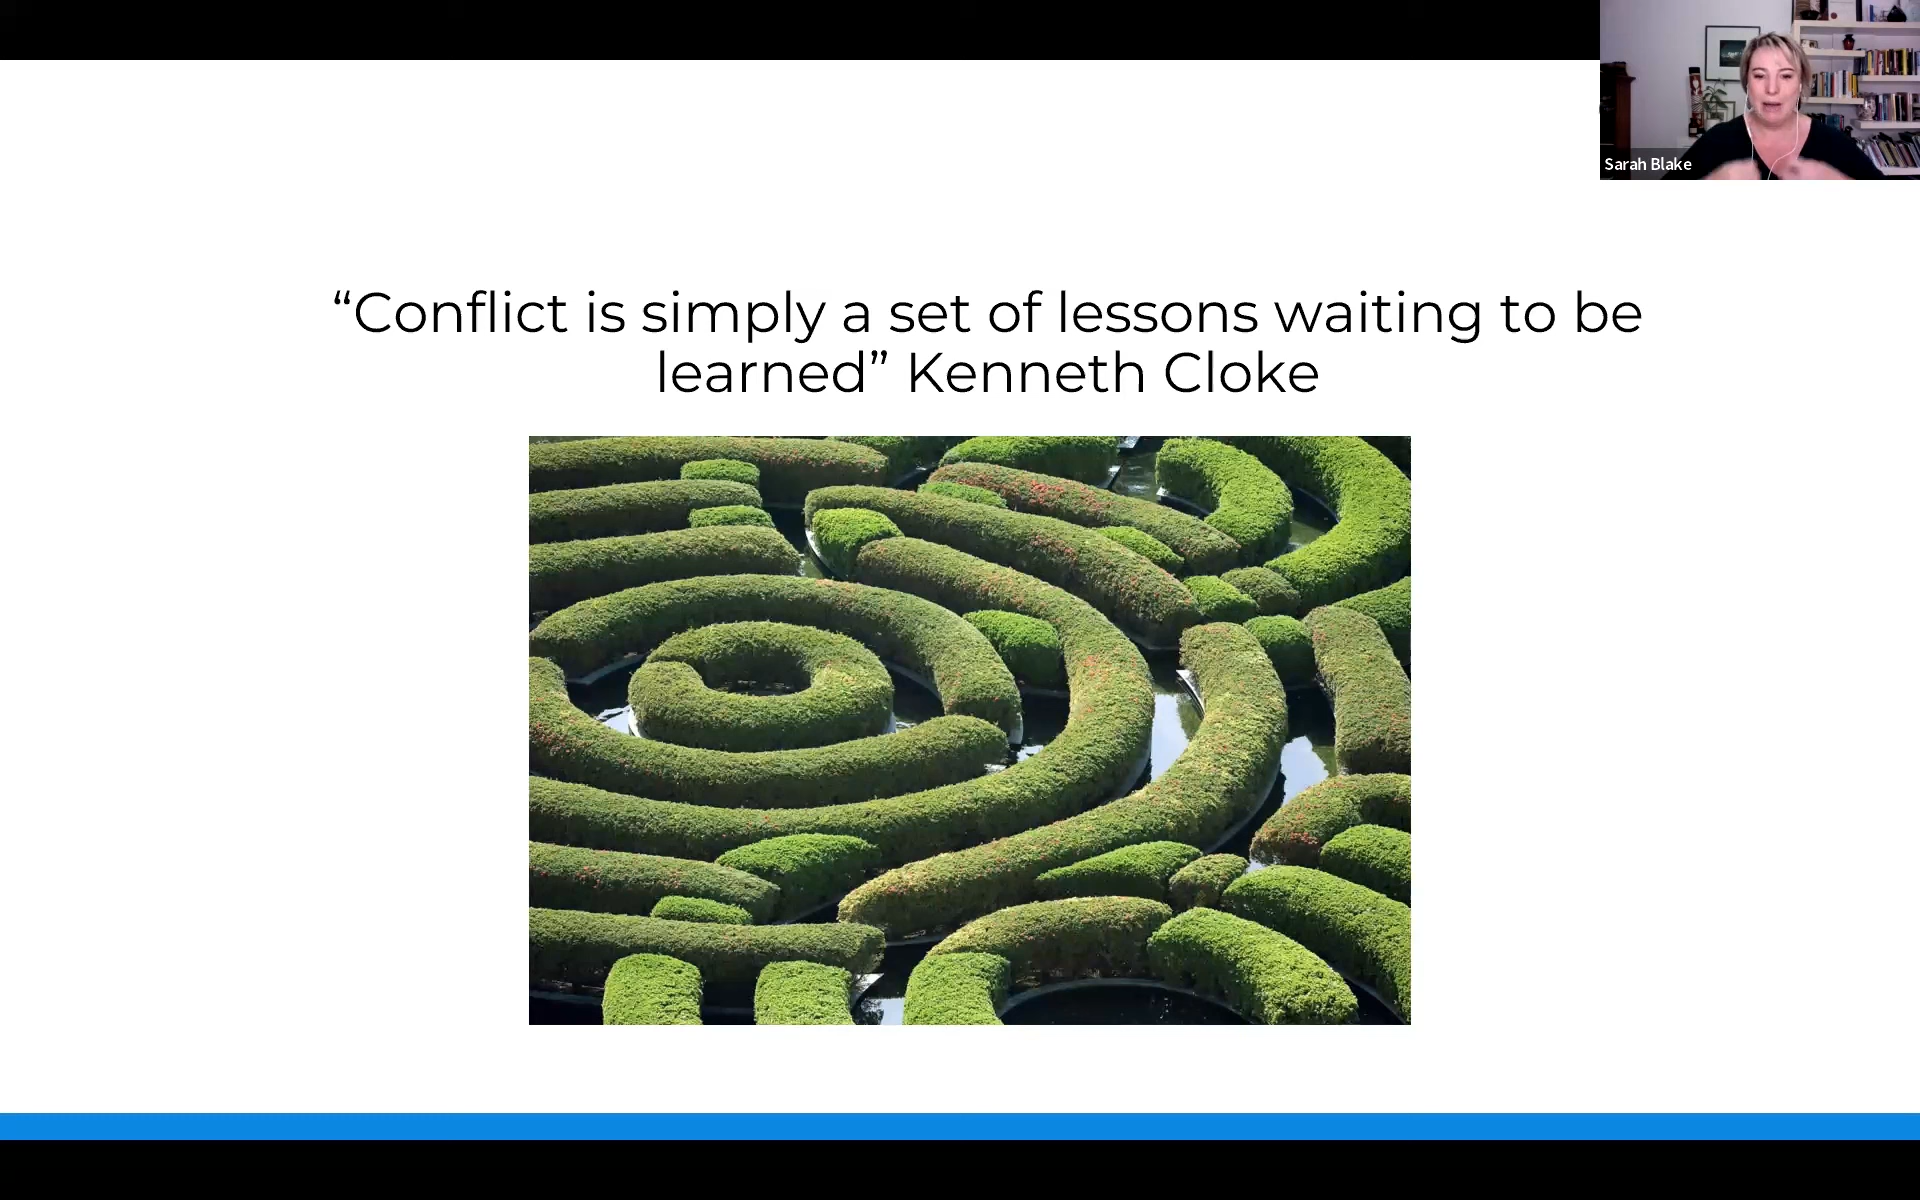 Sarah Blake
“Conflict is simply a set of lessons waiting to be
learned” Kenneth Cloke